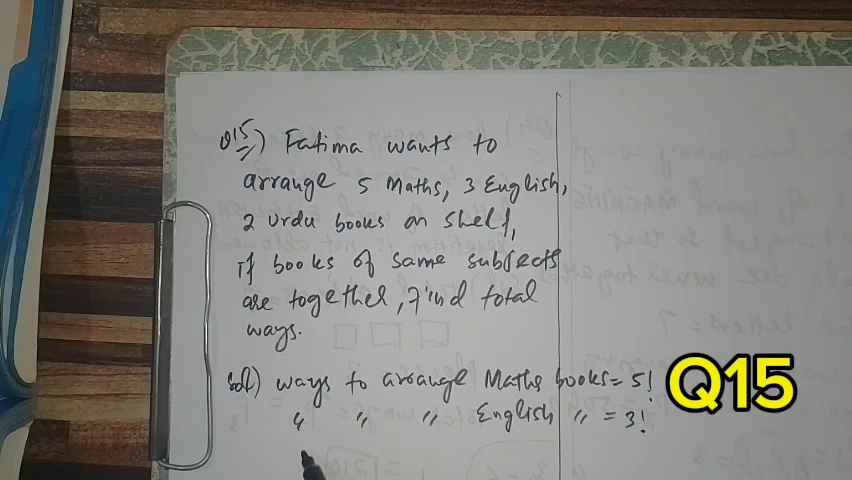 Q15) Fatima wants to
arrange 5 Maths, 3 English,
2 urdu books on shelf,
if books of same subjects
are together, find total
ways.
Sol) ways to arrange Maths books = 5!
" " " English " = 3!
Q15